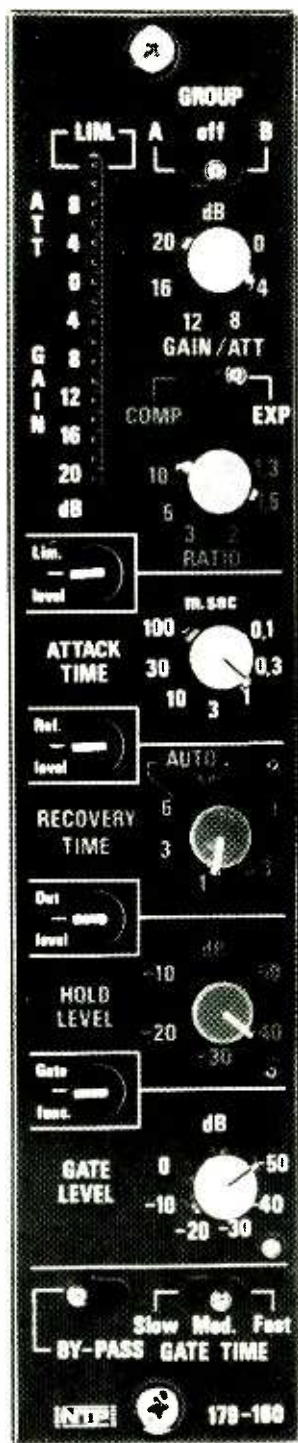 GROUP
LIM. A off B
ATT
8
4
0
4
GAIN
8
12
16
20
dB
dB
20 0
16 4
12 8
GAIN/ATT
COMP EXP
10 1,3
6 1,5
3 2
RATIO
Lim.
level
m.sec
ATTACK
TIME
100 0,1
30 0,3
10 3 1
Ref.
level
AUTO
RECOVERY
TIME
6 1
3
1
Out
level
dB
HOLD
LEVEL
-10
-20 -40
-30
Gate
func.
dB
GATE
LEVEL
0 -50
-10 -40
-20 -30
Slow Med. Fast
BY-PASS GATE TIME
NTP 179-160